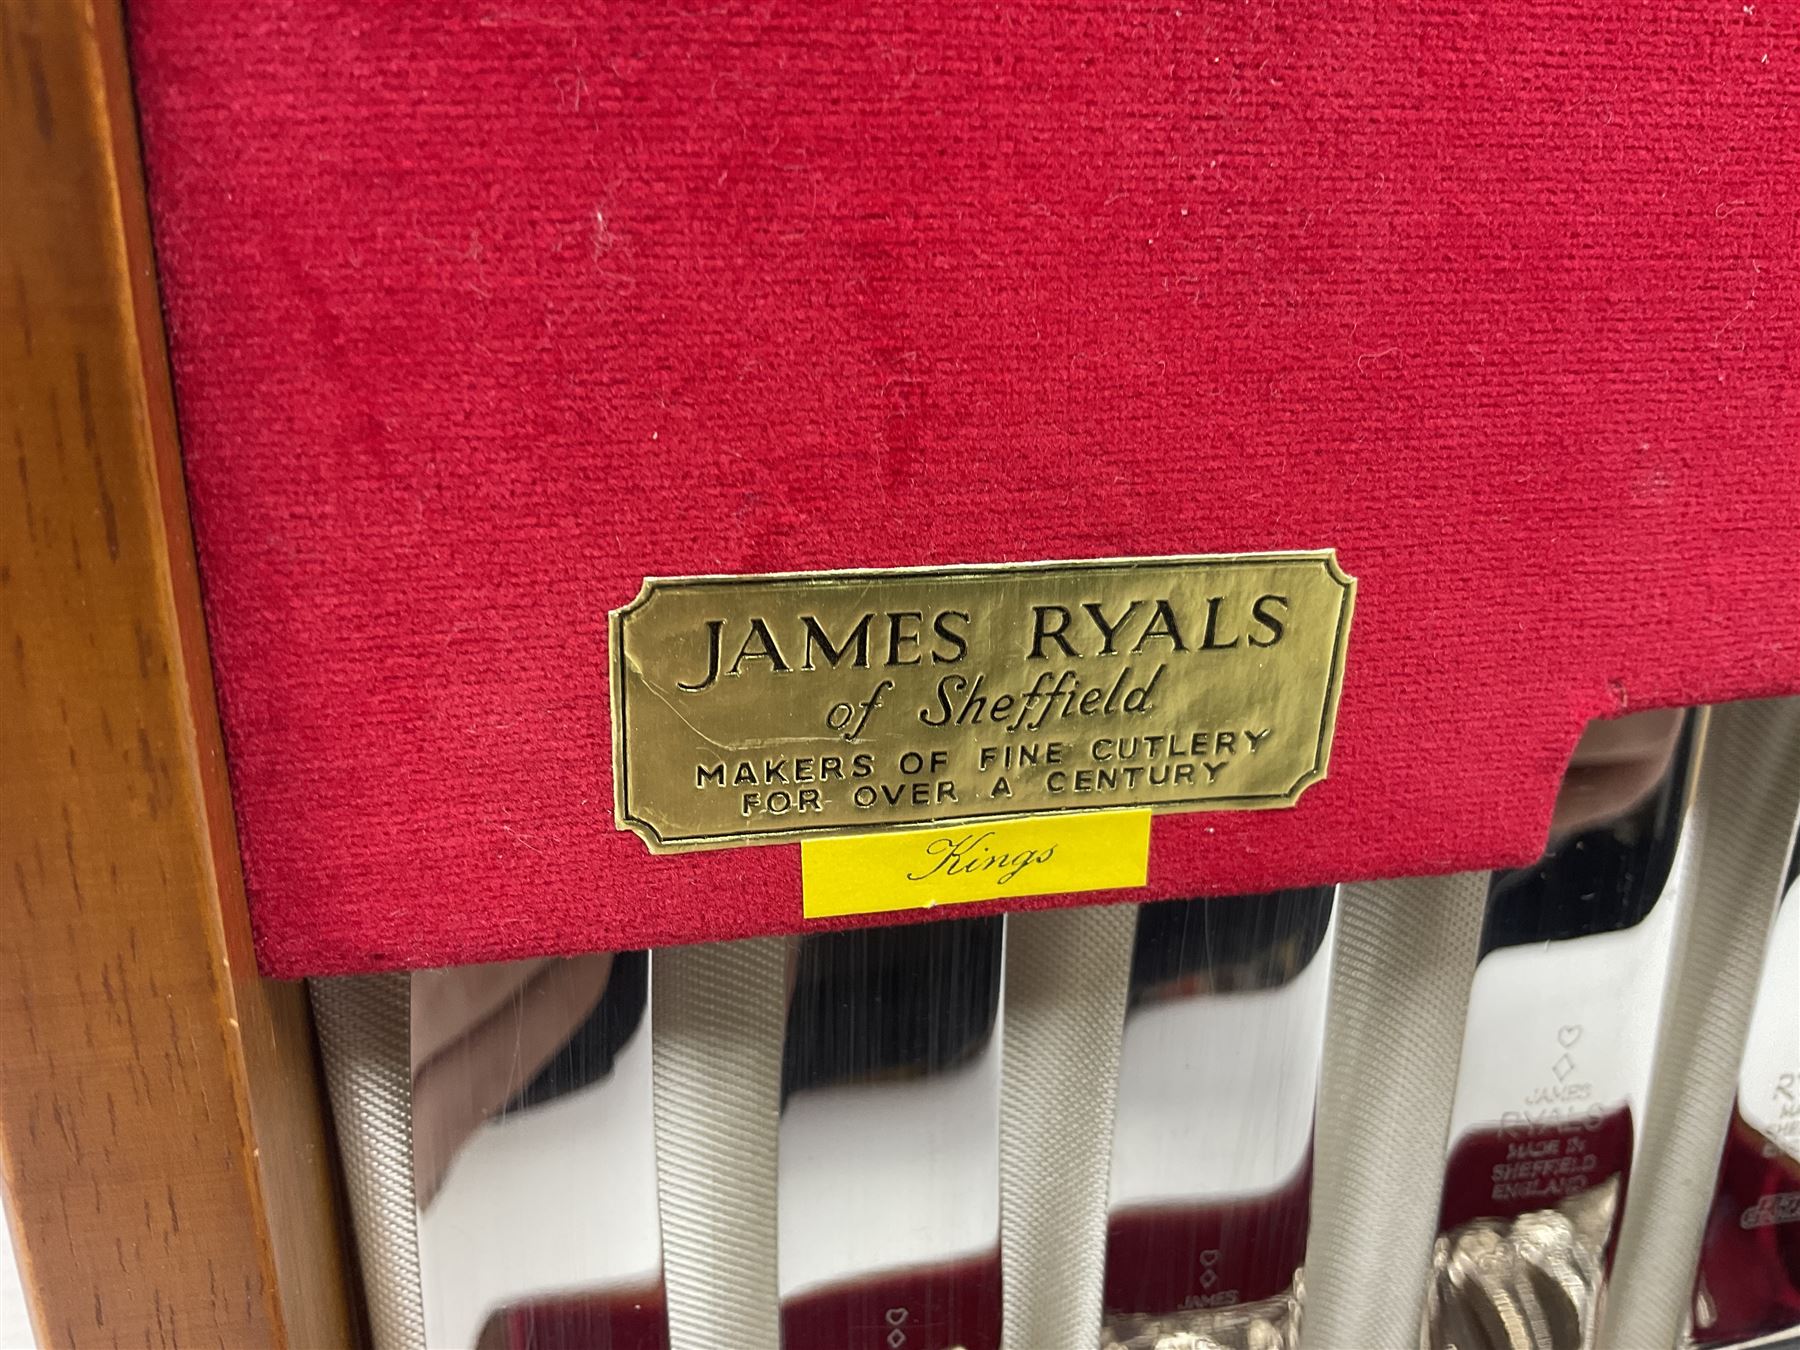 JAMES RYALS
of Sheffield
MAKERS OF FINE CUTLERY
FOR OVER A CENTURY
Kings
JAMES
RYALS
MADE IN
SHEFFIELD
ENGLAND
JAMES